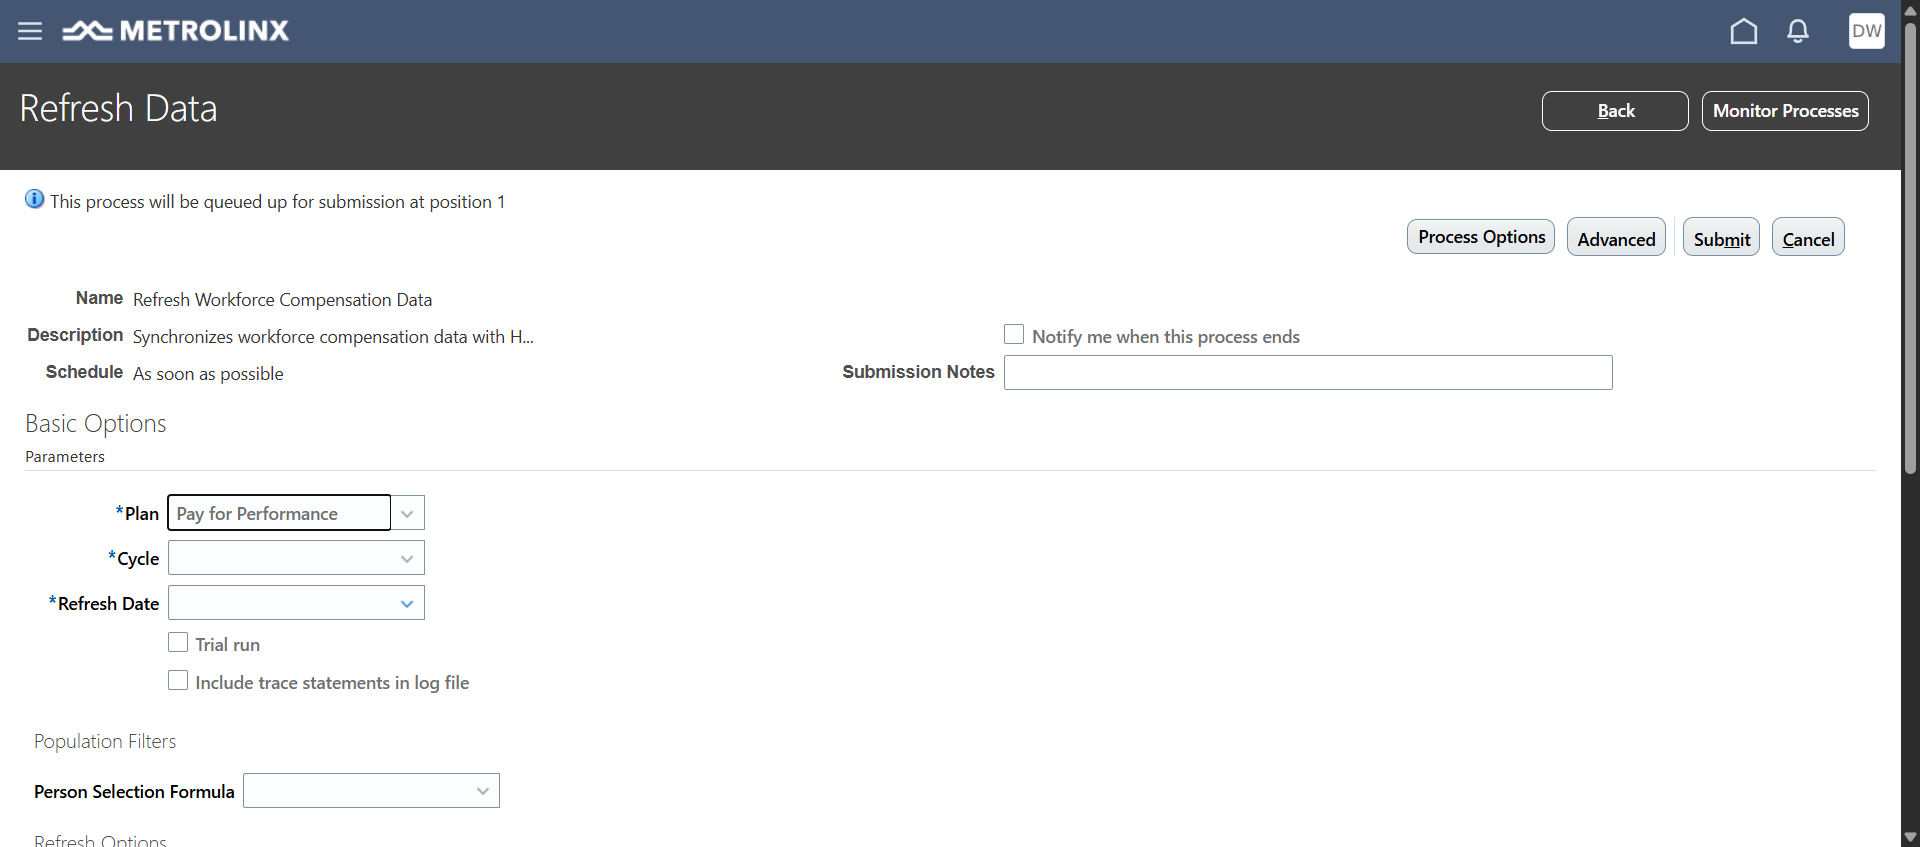 METROLINX
DW
Refresh Data
Back
Monitor Processes
This process will be queued up for submission at position 1
Process Options
Advanced
Submit
Cancel
Name Refresh Workforce Compensation Data
Description Synchronizes workforce compensation data with H...
Notify me when this process ends
Schedule As soon as possible
Submission Notes
Basic Options
Parameters
*Plan Pay for Performance
*Cycle
*Refresh Date
Trial run
Include trace statements in log file
Population Filters
Person Selection Formula
Refresh Options